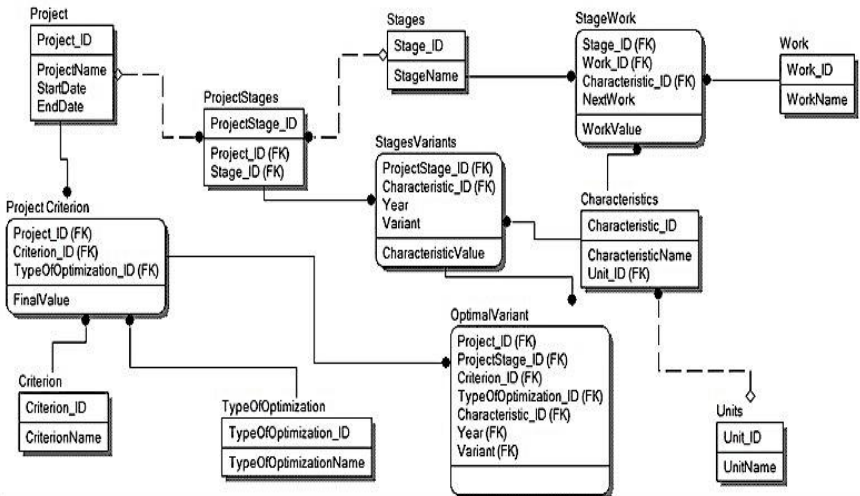 Project
Project_ID
ProjectName
StartDate
EndDate
Stages
Stage_ID
StageName
StageWork
Stage_ID (FK)
Work_ID (FK)
Characteristic_ID (FK)
NextWork
WorkValue
Work
Work_ID
WorkName
ProjectStages
ProjectStage_ID
Project_ID (FK)
Stage_ID (FK)
StagesVariants
ProjectStage_ID (FK)
Characteristic_ID (FK)
Year
Variant
CharacteristicValue
Characteristics
Characteristic_ID
CharacteristicName
Unit_ID (FK)
Project Criterion
Project_ID (FK)
Criterion_ID (FK)
TypeOfOptimization_ID (FK)
FinalValue
OptimalVariant
Project_ID (FK)
ProjectStage_ID (FK)
Criterion_ID (FK)
TypeOfOptimization_ID (FK)
Characteristic_ID (FK)
Year (FK)
Variant (FK)
Criterion
Criterion_ID
CriterionName
TypeOfOptimization
TypeOfOptimization_ID
TypeOfOptimizationName
Units
Unit_ID
UnitName